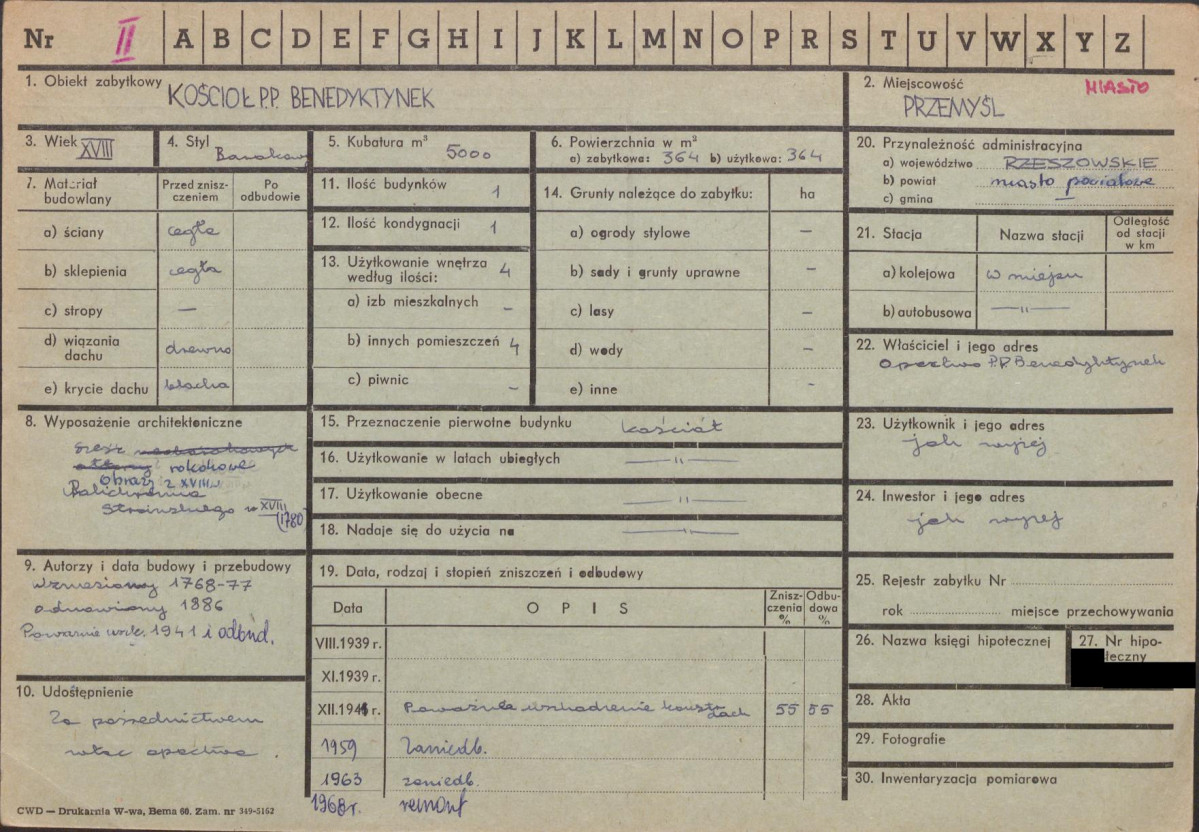 Nr II A B C D E F G H I J K L M N O P R S T U V W X Y Z
1. Obiekt zabytkowy KOŚCIOŁ P.P. BENEDYKTYNEK
2. Miejscowość MIASTO
PRZEMYŚL
3. Wiek XVIII
4. Styl
5. Kubatura m³ 5000
6. Powierzchnia w m²
a) zabytkowa: 364 b) użytkowa: 364
20. Przynależność administracyjna
a) województwo RZESZOWSKIE
b) powiat miasto powiatowe
c) gmina
7. Materiał budowlany
Przed zniszczeniem
Po odbudowie
a) ściany cegła
b) sklepienia cegła
c) stropy —
d) wiązania dachu drewno
e) krycie dachu blacha
11. Ilość budynków 1
12. Ilość kondygnacji 1
13. Użytkowanie wnętrza według ilości: 4
a) izb mieszkalnych –
b) innych pomieszczeń 4
c) piwnic –
14. Grunty należące do zabytku: ha
a) ogrody stylowe –
b) sady i grunty uprawne –
c) lasy –
d) wody –
e) inne –
21. Stacja
Nazwa stacji
Odległość od stacji w km
a) kolejowa w miejscu
b) autobusowa —"—
22. Właściciel i jego adres
Opactwo P.P. Benedyktynek
8. Wyposażenie architektoniczne
sześć neobarokowych
ołtarzy rokokowe
obrazy z XVIII w
Polichromia
Stroińskiego w XVIII
(1780
15. Przeznaczenie pierwotne budynku kościół
16. Użytkowanie w latach ubiegłych —"—
17. Użytkowanie obecne —"—
18. Nadaje się do użycia na —"—
23. Użytkownik i jego adres
jak wyżej
24. Inwestor i jego adres
jak wyżej
9. Autorzy i data budowy i przebudowy
wzniesiony 1768-77
odnowiony 1886
Poważnie uszk. 1941 i odbud.
19. Data, rodzaj i stopień zniszczeń i odbudowy
Data
OPIS
Zniszczenia %
Odbudowa %
VIII.1939 r.
XI.1939 r.
XII.1941 r. 55 55
1959 Zaniedb.
1963 zaniedb.
1968 r. remont
25. Rejestr zabytku Nr
rok miejsce przechowywania
26. Nazwa księgi hipotecznej
27. Nr hipoteczny
10. Udostępnienie
Za pośrednictwem
władz opactwa.
28. Akta
29. Fotografie
30. Inwentaryzacja pomiarowa
CWD — Drukarnia W-wa, Bema 60. Zam. nr 349-5162